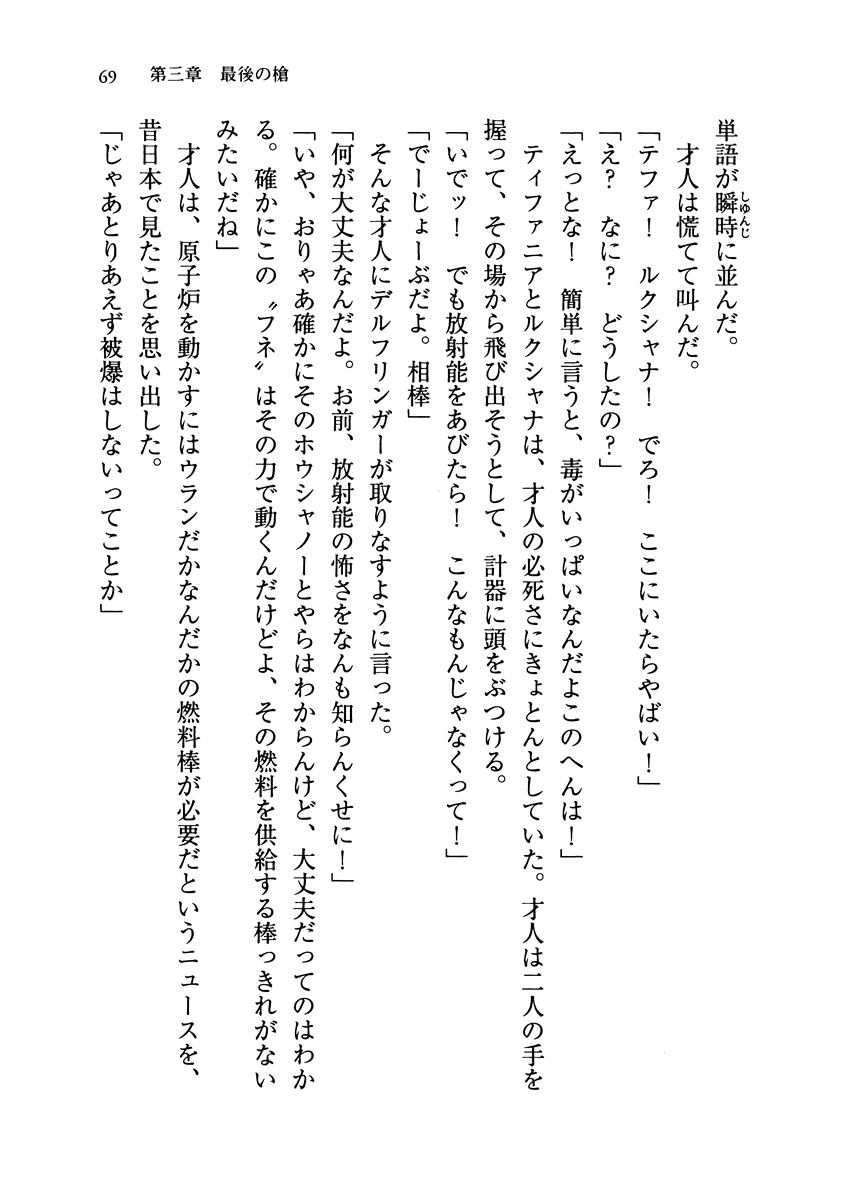 69　第三章　最後の槍
単語が瞬時に並んだ。
しゅんじ
　才人は慌てて叫んだ。
「テファ！　ルクシャナ！　でろ！　ここにいたらやばい！」
「え？　なに？　どうしたの？」
「えっとな！　簡単に言うと、毒がいっぱいなんだよこのへんは！」
　ティファニアとルクシャナは、才人の必死さにきょとんとしていた。才人は二人の手を
握って、その場から飛び出そうとして、計器に頭をぶつける。
「いでッ！　でも放射能をあびたら！　こんなもんじゃなくって！」
「でーじょーぶだよ。相棒」
　そんな才人にデルフリンガーが取りなすように言った。
「何が大丈夫なんだよ。お前、放射能の怖さをなんも知らんくせに！」
「いや、おりゃあ確かにそのホウシャノーとやらはわからんけど、大丈夫だってのはわか
る。確かにこの〝フネ〟はその力で動くんだけどよ、その燃料を供給する棒っきれがない
みたいだね」
　才人は、原子炉を動かすにはウランだかなんだかの燃料棒が必要だというニュースを、
昔日本で見たことを思い出した。
「じゃあとりあえず被爆はしないってことか」